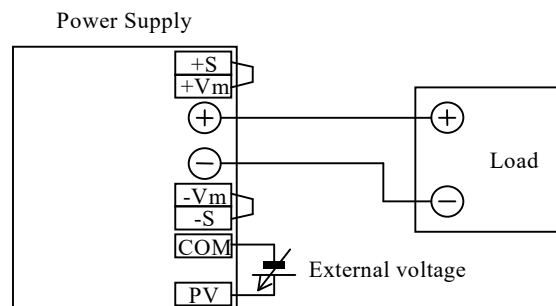 Power Supply
+S
+Vm
+
+
−
Load
-Vm
−
-S
COM
External voltage
PV